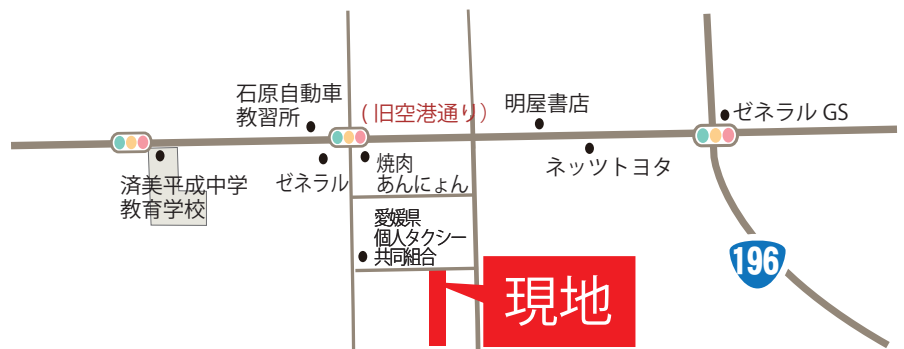 石原自動車
教習所
(旧空港通り)
明屋書店
ゼネラル GS
済美平成中学
教育学校
ゼネラル
焼肉
あんにょん
ネッツトヨタ
愛媛県
個人タクシー
共同組合
196
現地